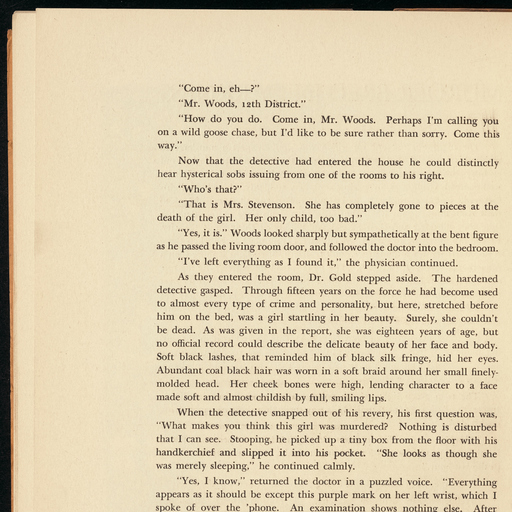 "Come in, eh—?"
"Mr. Woods, 12th District."
"How do you do. Come in, Mr. Woods. Perhaps I'm calling you
on a wild goose chase, but I'd like to be sure rather than sorry. Come this
way."
Now that the detective had entered the house he could distinctly
hear hysterical sobs issuing from one of the rooms to his right.
"Who's that?"
"That is Mrs. Stevenson. She has completely gone to pieces at the
death of the girl. Her only child, too bad."
"Yes, it is." Woods looked sharply but sympathetically at the bent figure
as he passed the living room door, and followed the doctor into the bedroom.
"I've left everything as I found it," the physician continued.
As they entered the room, Dr. Gold stepped aside. The hardened
detective gasped. Through fifteen years on the force he had become used
to almost every type of crime and personality, but here, stretched before
him on the bed, was a girl startling in her beauty. Surely, she couldn't
be dead. As was given in the report, she was eighteen years of age, but
no official record could describe the delicate beauty of her face and body.
Soft black lashes, that reminded him of black silk fringe, hid her eyes.
Abundant coal black hair was worn in a soft braid around her small finely-
molded head. Her cheek bones were high, lending character to a face
made soft and almost childish by full, smiling lips.
When the detective snapped out of his revery, his first question was,
"What makes you think this girl was murdered? Nothing is disturbed
that I can see. Stooping, he picked up a tiny box from the floor with his
handkerchief and slipped it into his pocket. "She looks as though she
was merely sleeping," he continued calmly.
"Yes, I know," returned the doctor in a puzzled voice. "Everything
appears as it should be except this purple mark on her left wrist, which I
spoke of over the 'phone. An examination shows nothing else. After